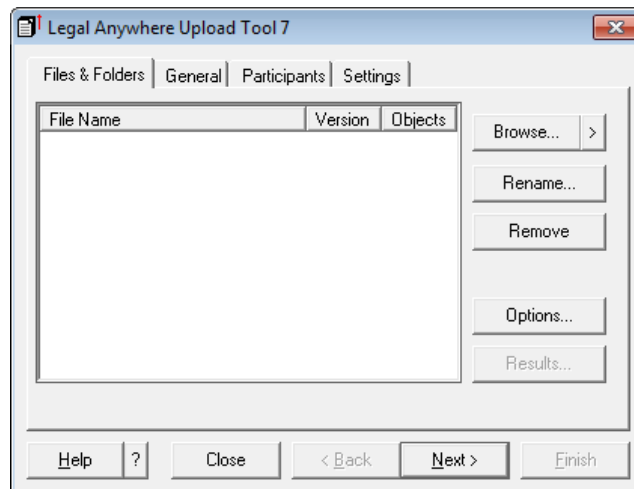 Legal Anywhere Upload Tool 7
Files & Folders General Participants Settings
File Name Version Objects
Browse... >
Rename...
Remove
Options...
Results...
Help ? Close < Back Next > Finish